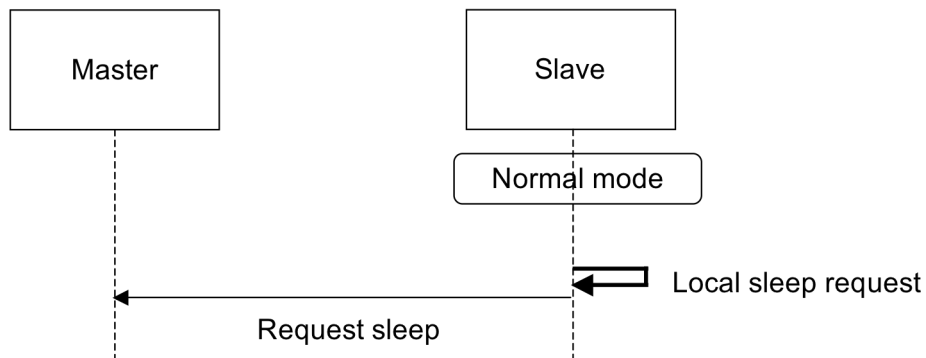 Master
Slave
Normal mode
Local sleep request
Request sleep